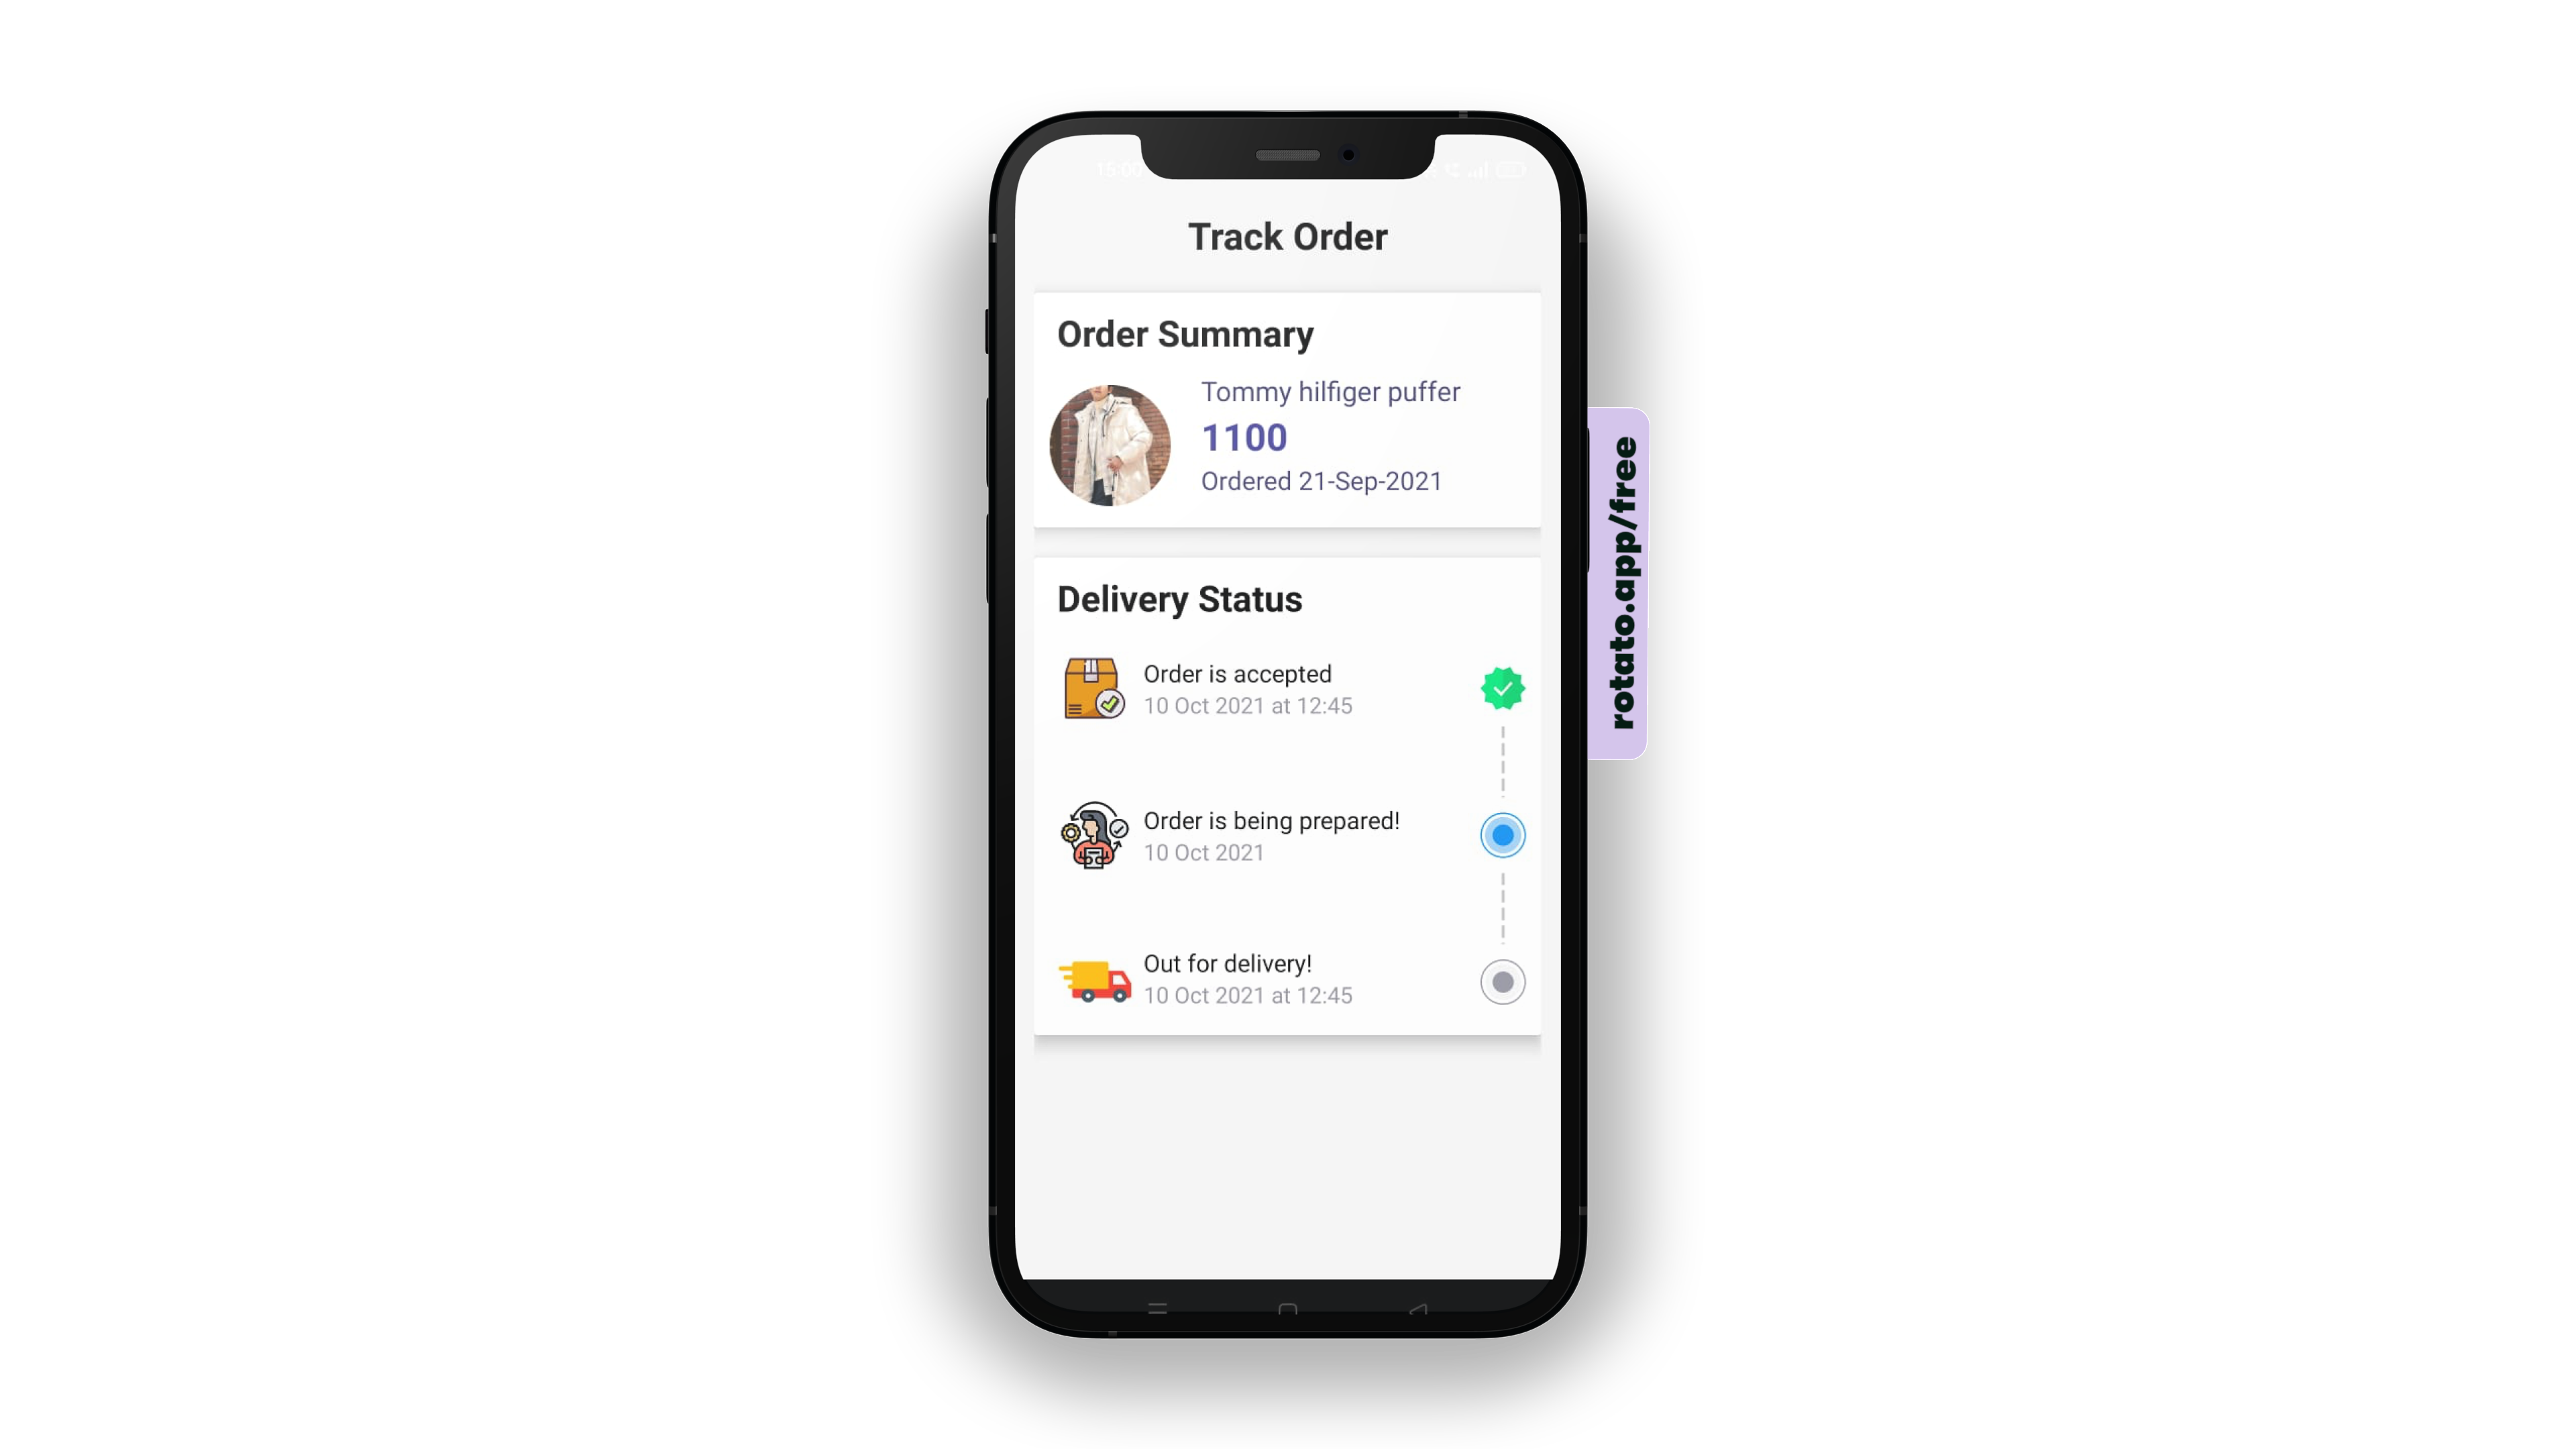 15:00
Track Order
Order Summary
Tommy hilfiger puffer
1100
Ordered 21-Sep-2021
Delivery Status
Order is accepted
10 Oct 2021 at 12:45
Order is being prepared!
10 Oct 2021
Out for delivery!
10 Oct 2021 at 12:45
rotato.app/free